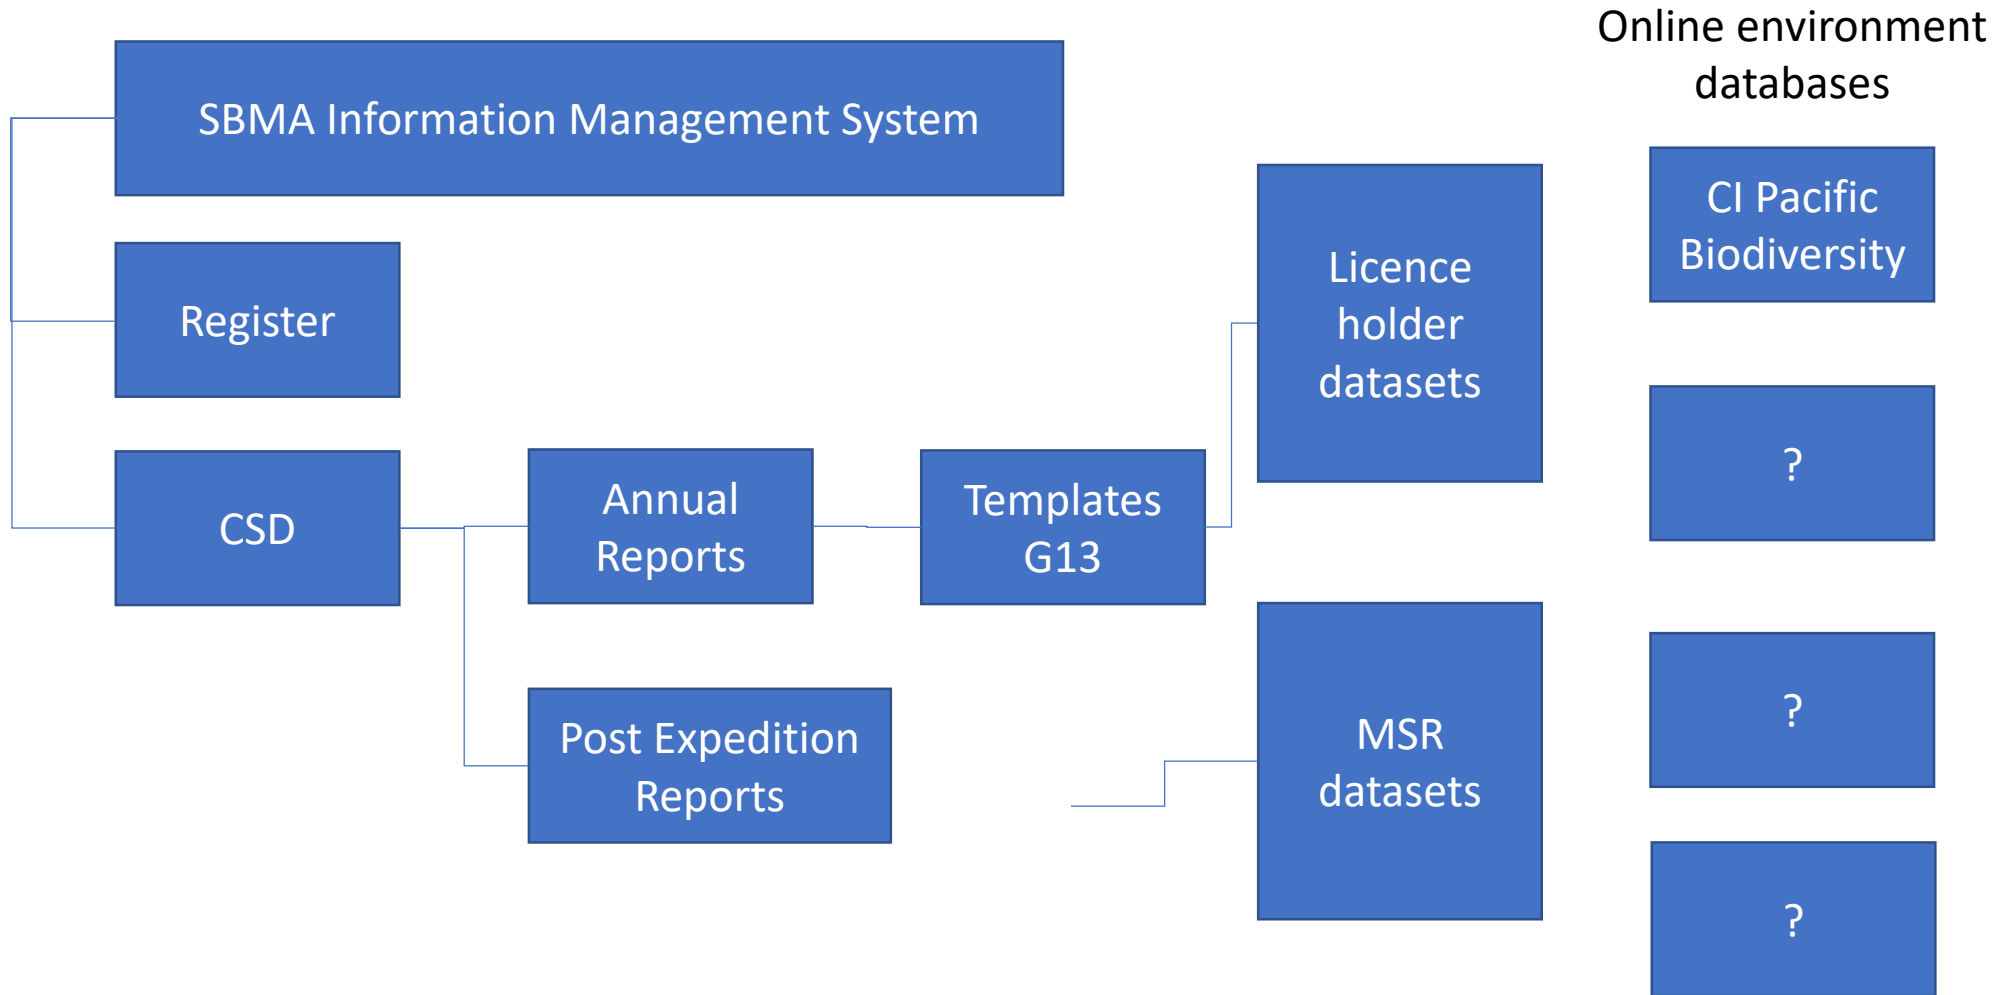 Online environment
databases
SBMA Information Management System
CI Pacific
Biodiversity
Register
Licence
holder
datasets
CSD
Annual
Reports
Templates
G13
?
Post Expedition
Reports
MSR
datasets
?
?